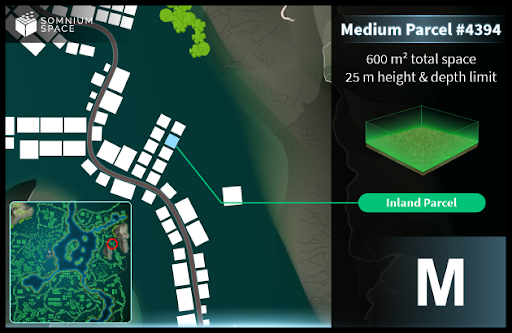 SOMNIUM
SPACE
Medium Parcel #4394
600 m² total space
25 m height & depth limit
Inland Parcel
M